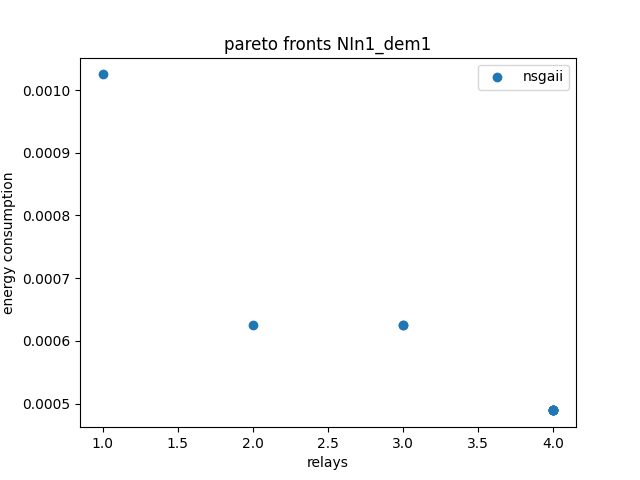 pareto fronts NIn1_dem1
nsgaii
0.0010
0.0009
0.0008
0.0007
0.0006
0.0005
energy consumption
1.0 1.5 2.0 2.5 3.0 3.5 4.0
relays